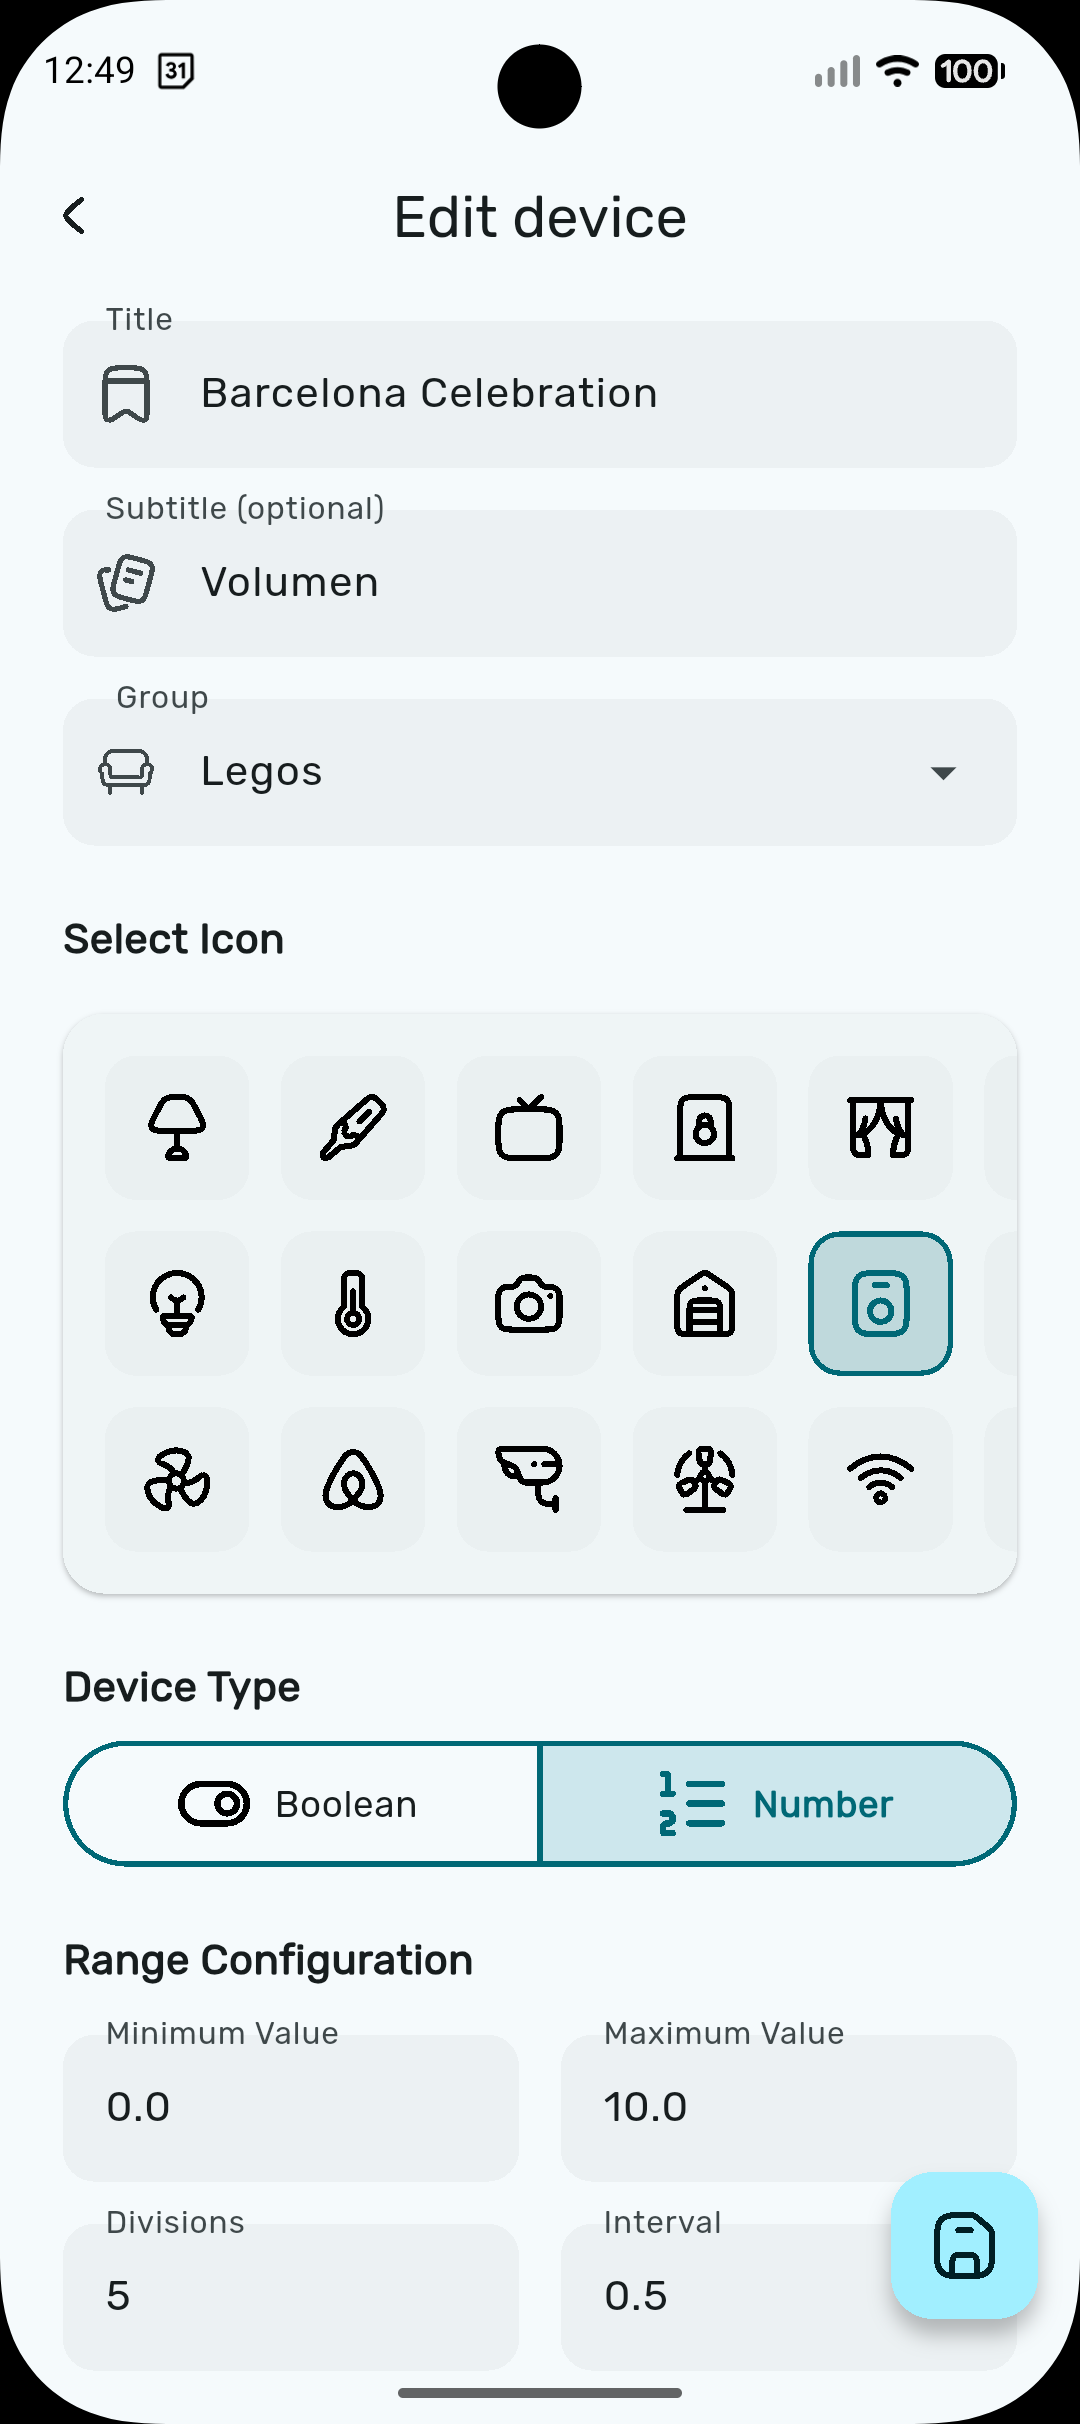 12:49 31 100
Edit device
Title
Barcelona Celebration
Subtitle (optional)
Volumen
Group
Legos
Select Icon
Device Type
Boolean Number
Range Configuration
Minimum Value Maximum Value
0.0 10.0
Divisions Interval
5 0.5